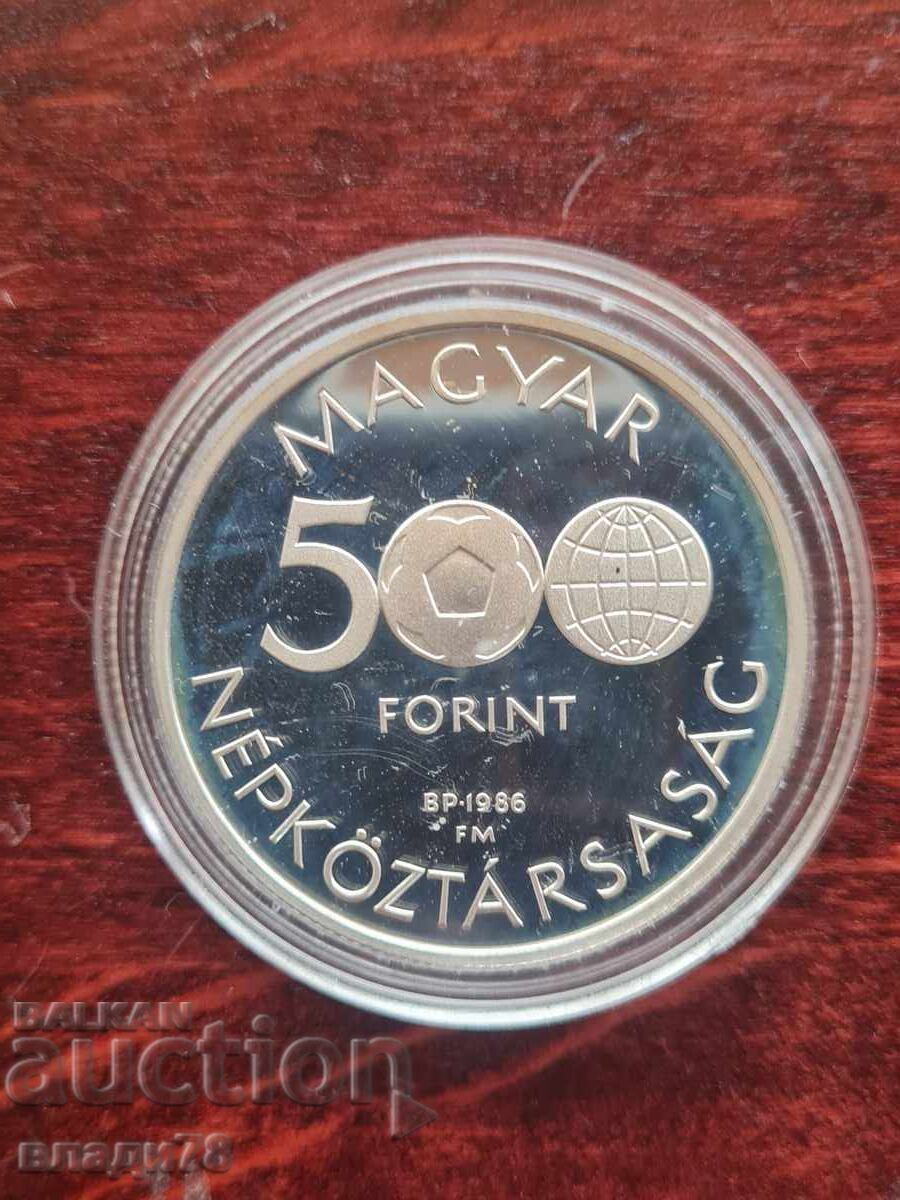 MAGYAR
500
FORINT
BP·1986
FM
NÉPKÖZTÁRSASÁG
BALKAN
auction
влади78